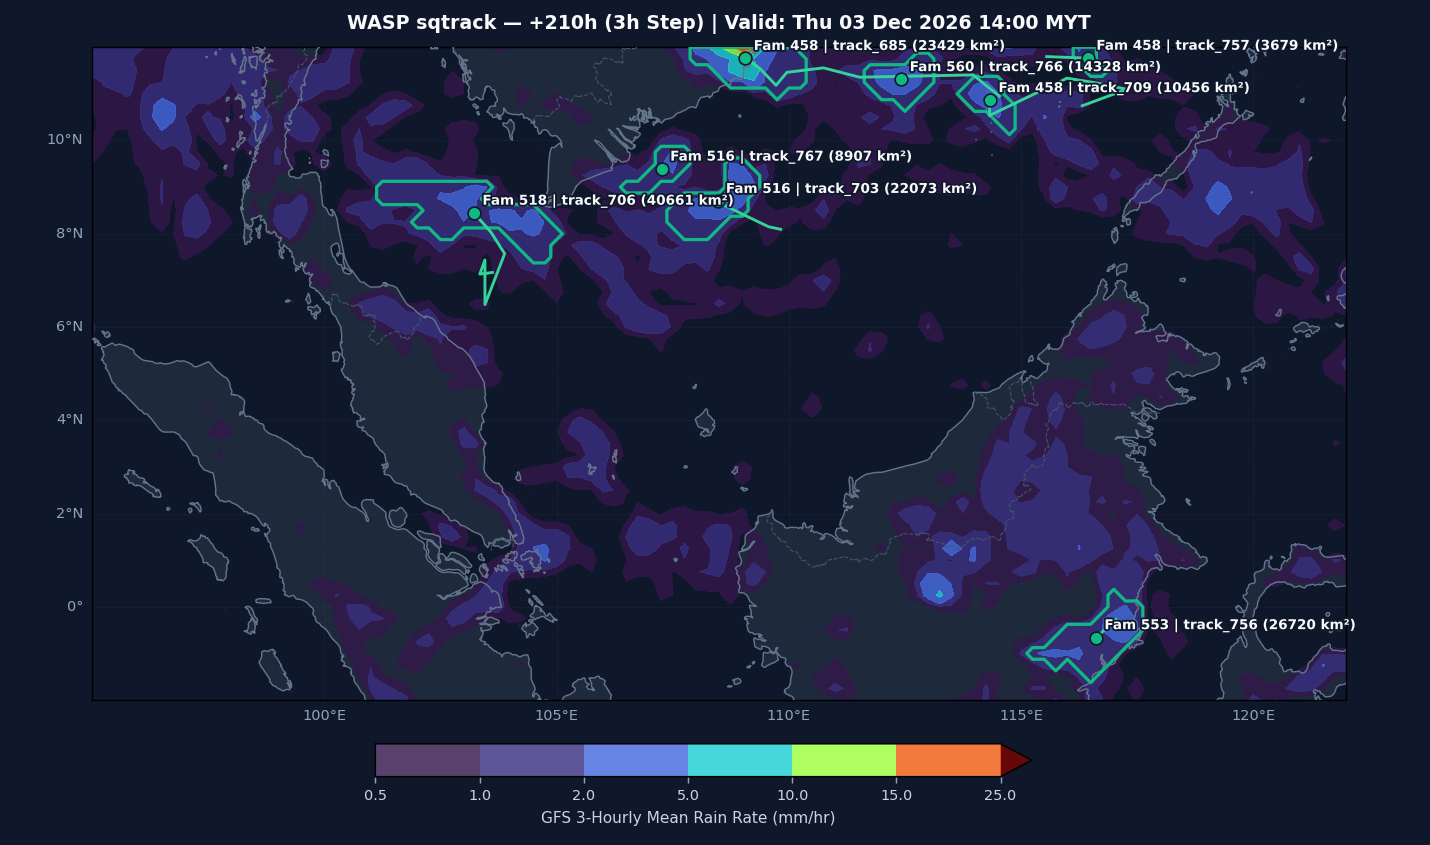 WASP sqtrack — +210h (3h Step) | Valid: Thu 03 Dec 2026 14:00 MYT
Fam 458 | track_685 (23429 km²)
Fam 458 | track_757 (3679 km²)
Fam 560 | track_766 (14328 km²)
Fam 458 | track_709 (10456 km²)
10°N
Fam 516 | track_767 (8907 km²)
Fam 516 | track_703 (22073 km²)
Fam 518 | track_706 (40661 km²)
8°N
6°N
4°N
2°N
0°
Fam 553 | track_756 (26720 km²)
100°E 105°E 110°E 115°E 120°E
0.5 1.0 2.0 5.0 10.0 15.0 25.0
GFS 3-Hourly Mean Rain Rate (mm/hr)